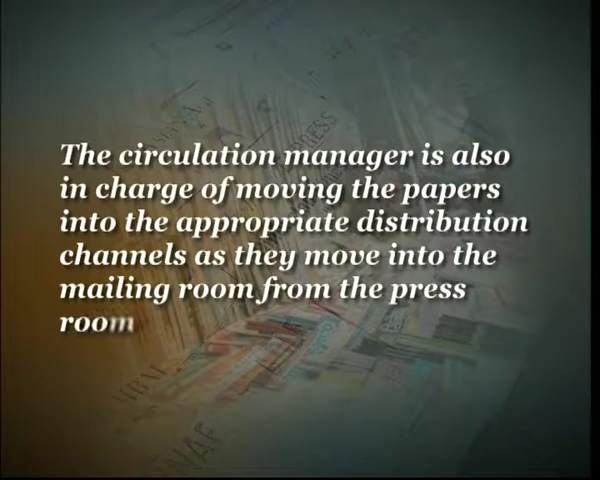 The circulation manager is also
in charge of moving the papers
into the appropriate distribution
channels as they move into the
mailing room from the press
room